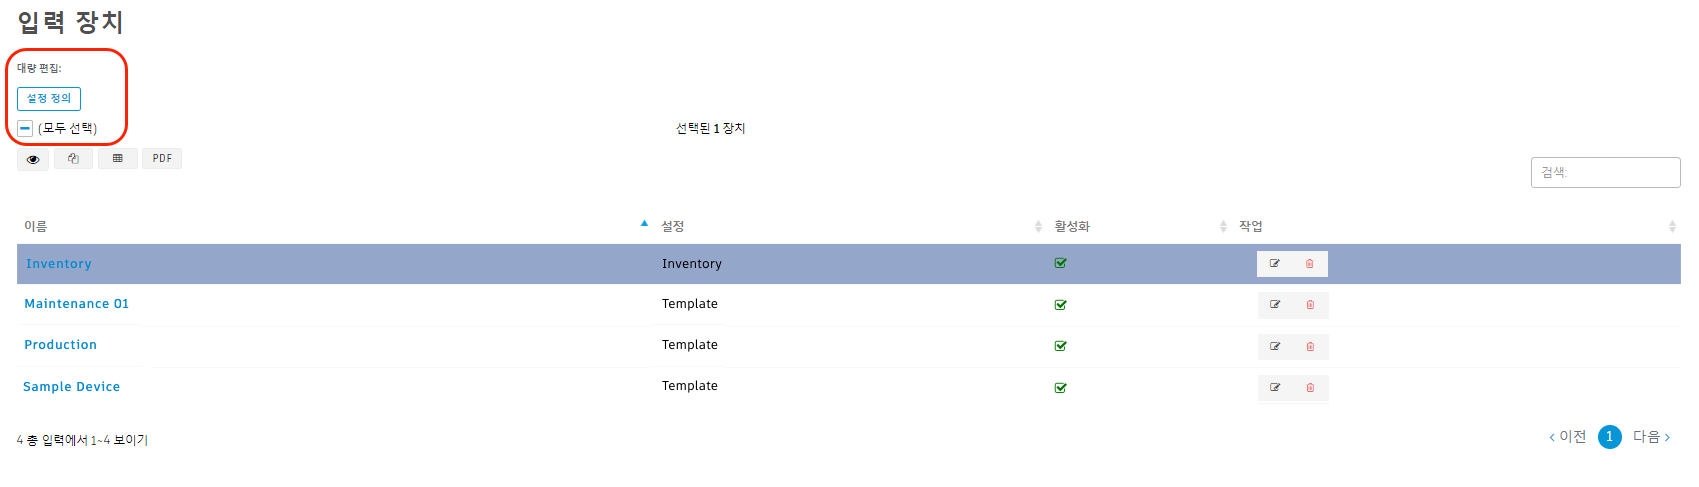 입력 장치
대량 편집:
설정 정의
(모두 선택)
선택된 1 장치
PDF
검색:
이름 설정 활성화 작업
Inventory Inventory
Maintenance 01 Template
Production Template
Sample Device Template
4 총 입력에서 1~4 보이기
이전 1 다음